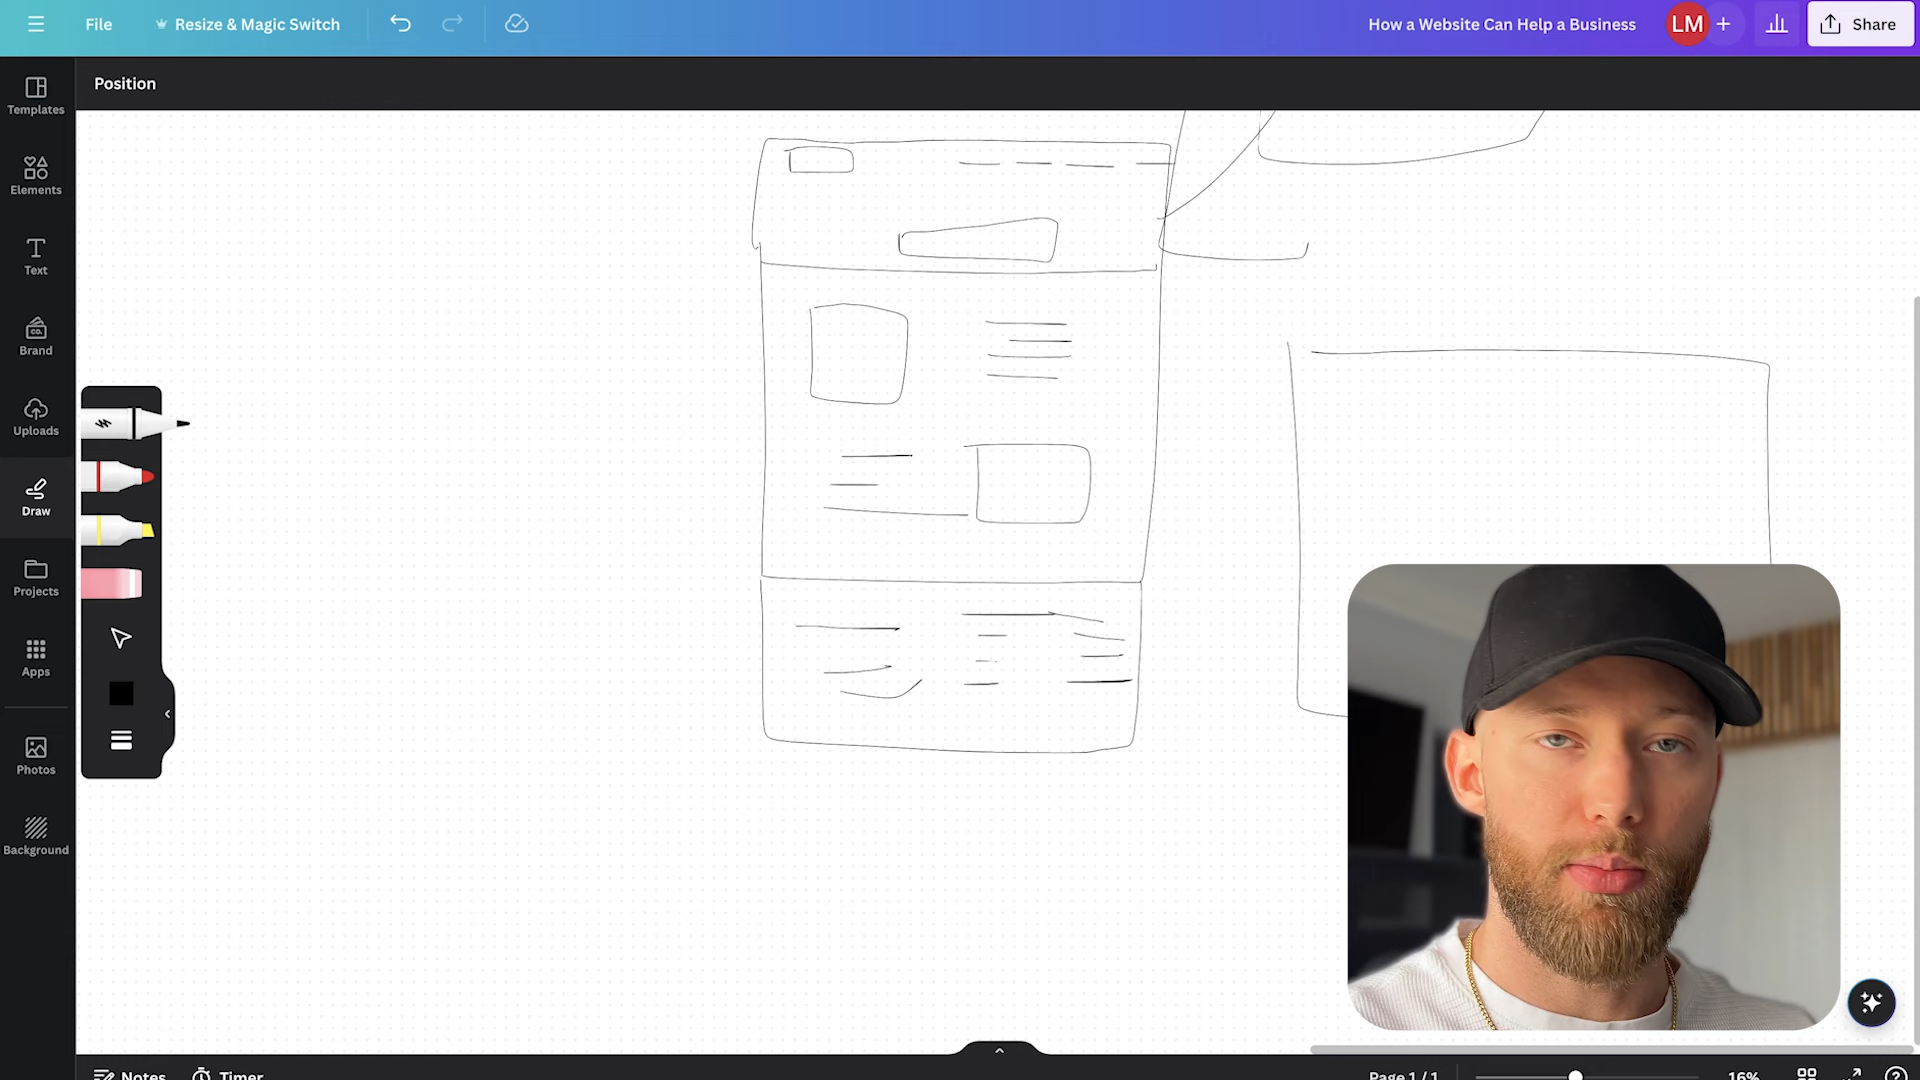 File
Resize & Magic Switch
How a Website Can Help a Business
LM
Share
Position
Templates
Elements
Text
CO.
Brand
Uploads
Draw
Projects
Apps
Photos
Background
Notes
Timer
Page 1 / 1
16%